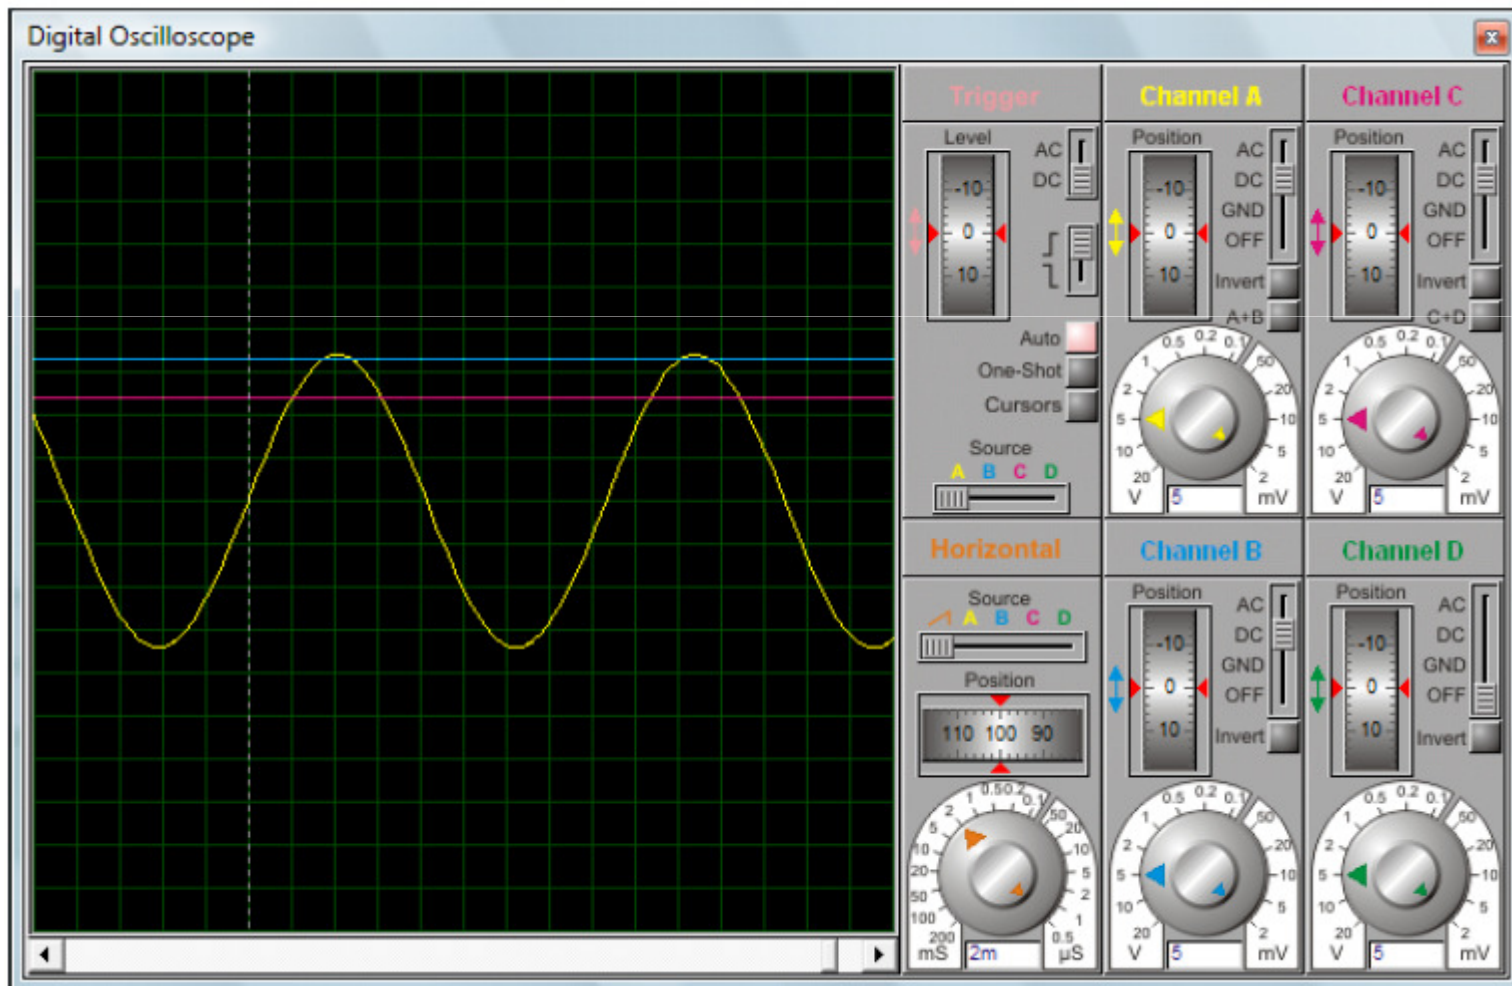 Digital Oscilloscope
x
Trigger
Level
AC
DC
-10
0
10
Auto
One-Shot
Cursors
Source
A B C D
Channel A
Position
AC
DC
GND
OFF
-10
0
10
Invert
A+B
0.5 0.2 0.1
1 50
2 20
5 10
10 5
20 2
V 5 mV
Channel C
Position
AC
DC
GND
OFF
-10
0
10
Invert
C+D
0.5 0.2 0.1
1 50
2 20
5 10
10 5
20 2
V 5 mV
Horizontal
Source
A B C D
Position
110 100 90
0.5 0.2
1 0.1
2 50
5 20
10 10
20 5
50 2
100 1
200 0.5
mS 2m µS
Channel B
Position
AC
DC
GND
OFF
-10
0
10
Invert
0.5 0.2 0.1
1 50
2 20
5 10
10 5
20 2
V 5 mV
Channel D
Position
AC
DC
GND
OFF
-10
0
10
Invert
0.5 0.2 0.1
1 50
2 20
5 10
10 5
20 2
V 5 mV